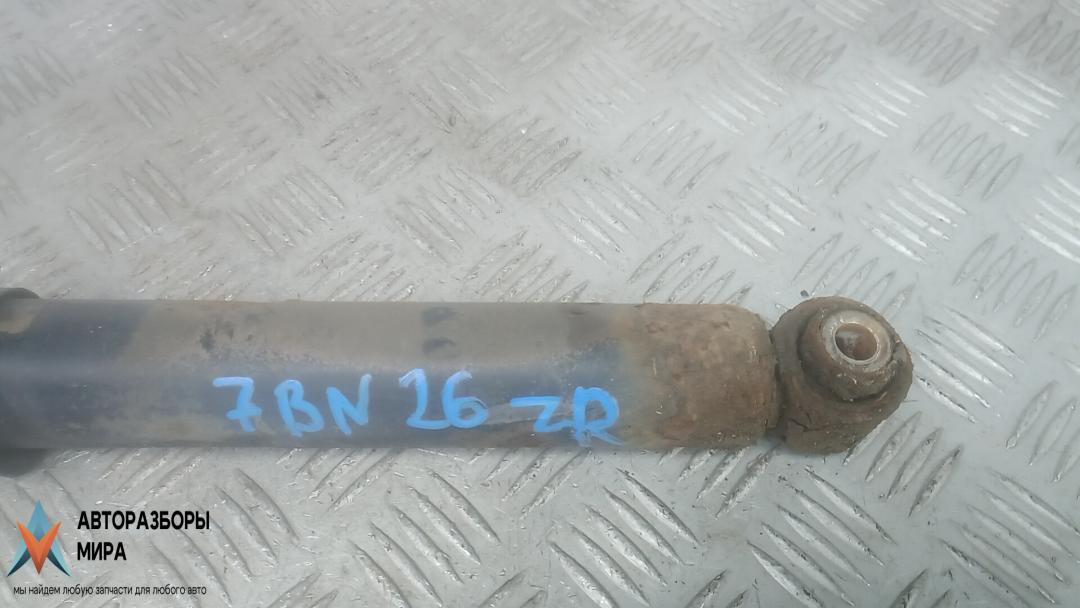 7BN 26 ZR
АВТОРАЗБОРЫ
МИРА
мы найдем любую запчасти для любого авто